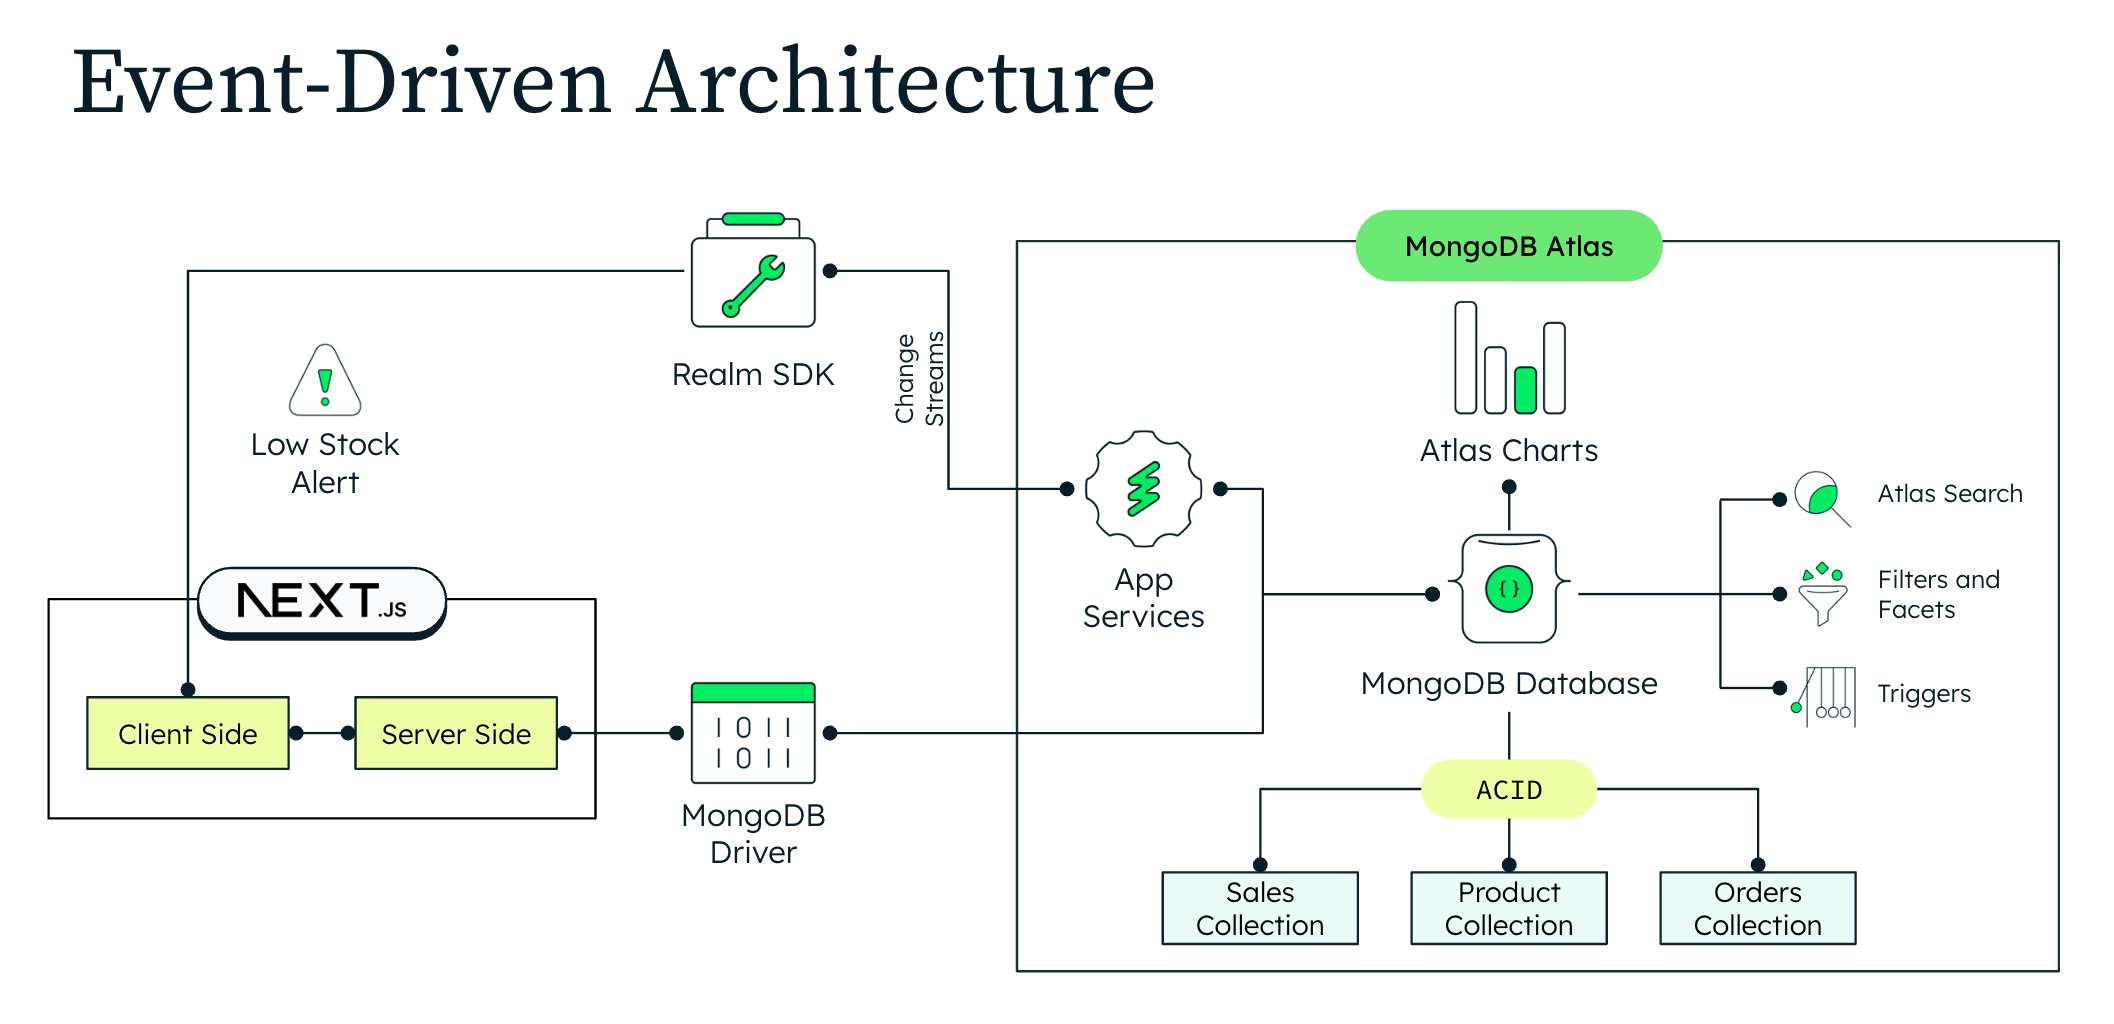 Event-Driven Architecture
MongoDB Atlas
Realm SDK
Change
Streams
Low Stock
Alert
Atlas Charts
Atlas Search
App
Services
Filters and
Facets
NEXT.JS
{}
MongoDB Database
Triggers
Client Side
Server Side
1011
1011
MongoDB
Driver
ACID
Sales
Collection
Product
Collection
Orders
Collection